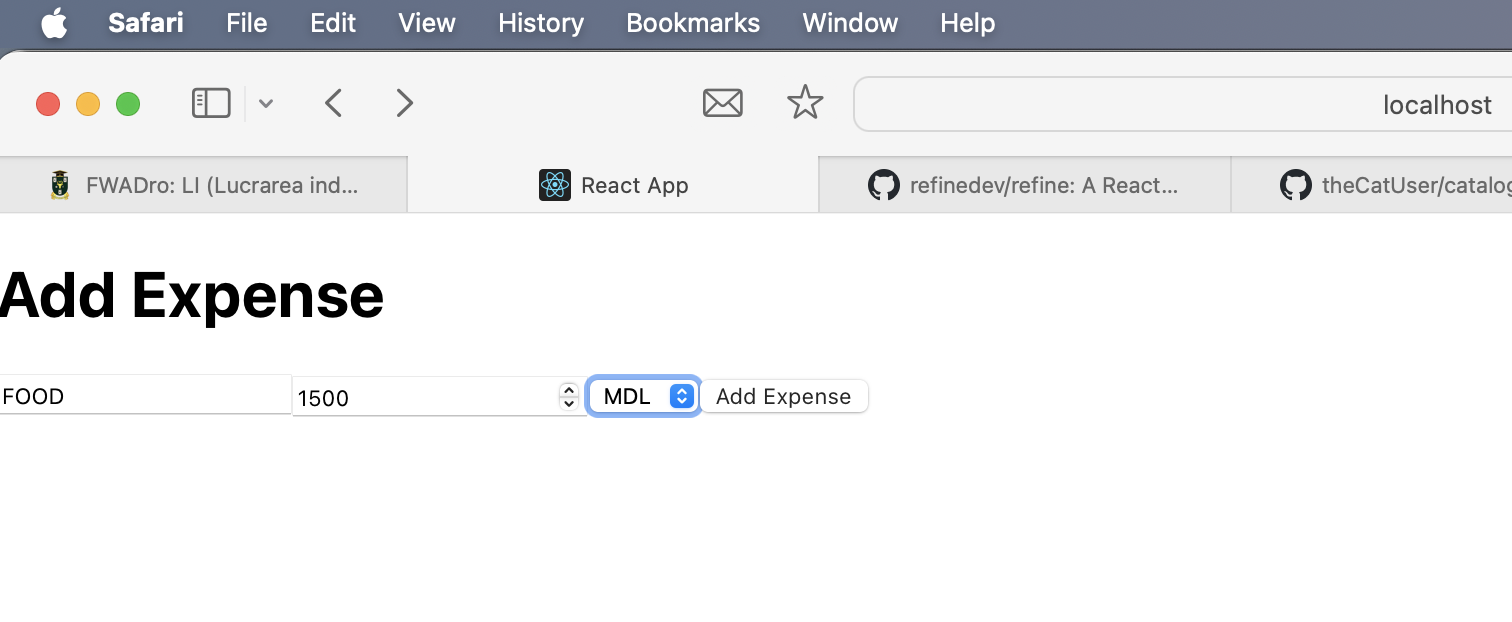 Safari File Edit View History Bookmarks Window Help
localhost
FWADro: LI (Lucrarea ind... React App refinedev/refine: A React... theCatUser/catalog
Add Expense
FOOD 1500 MDL Add Expense